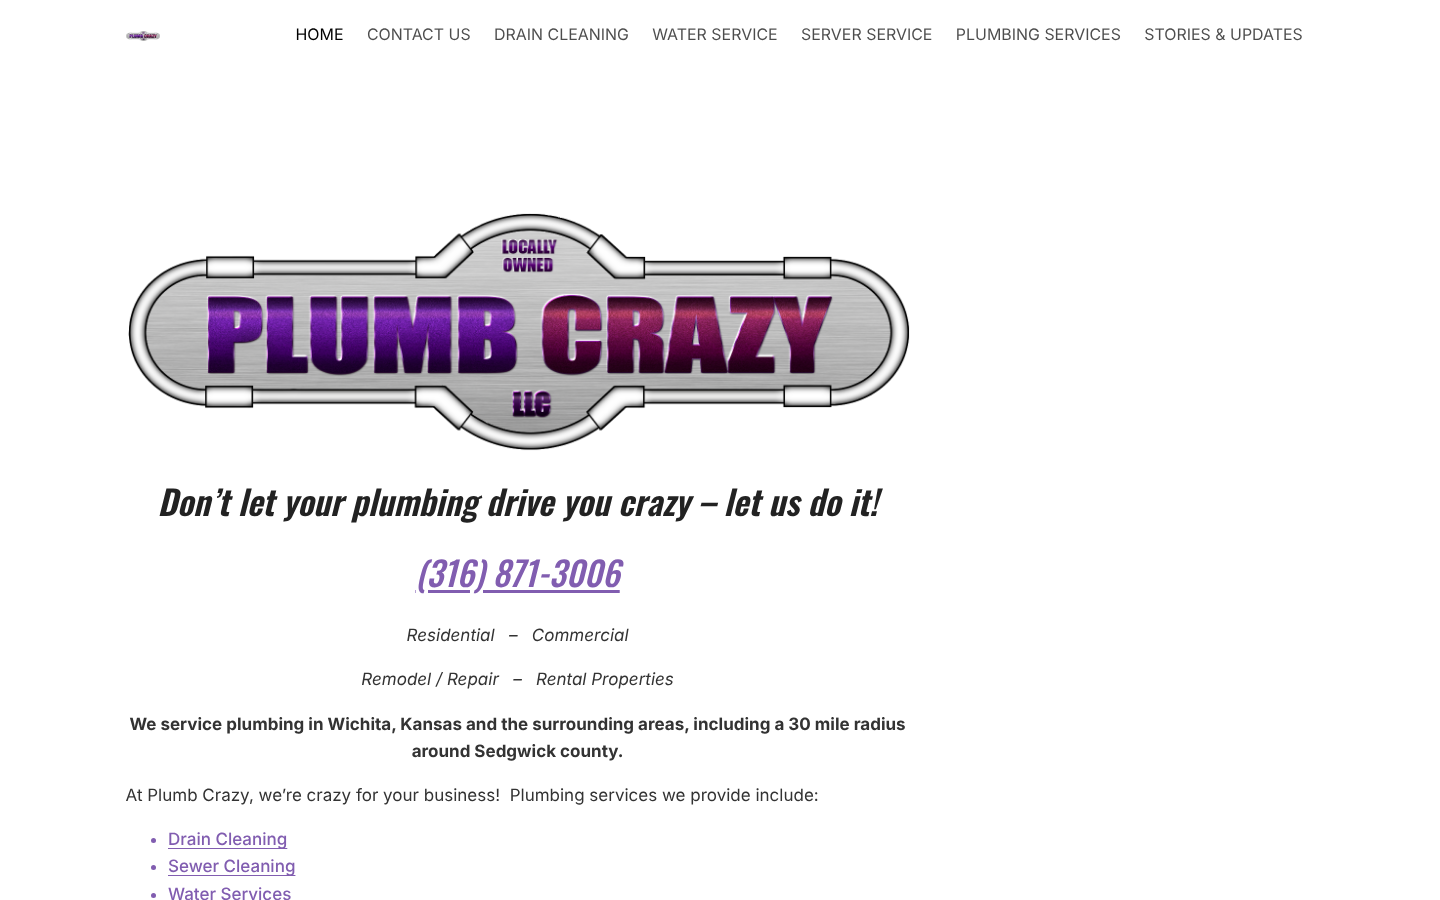 PLUMB CRAZY
HOME CONTACT US DRAIN CLEANING WATER SERVICE SERVER SERVICE PLUMBING SERVICES STORIES & UPDATES
LOCALLY
OWNED
PLUMB CRAZY
LLC
Don’t let your plumbing drive you crazy – let us do it!
(316) 871-3006
Residential – Commercial
Remodel / Repair – Rental Properties
We service plumbing in Wichita, Kansas and the surrounding areas, including a 30 mile radius
around Sedgwick county.
At Plumb Crazy, we’re crazy for your business!  Plumbing services we provide include:
• Drain Cleaning
• Sewer Cleaning
• Water Services